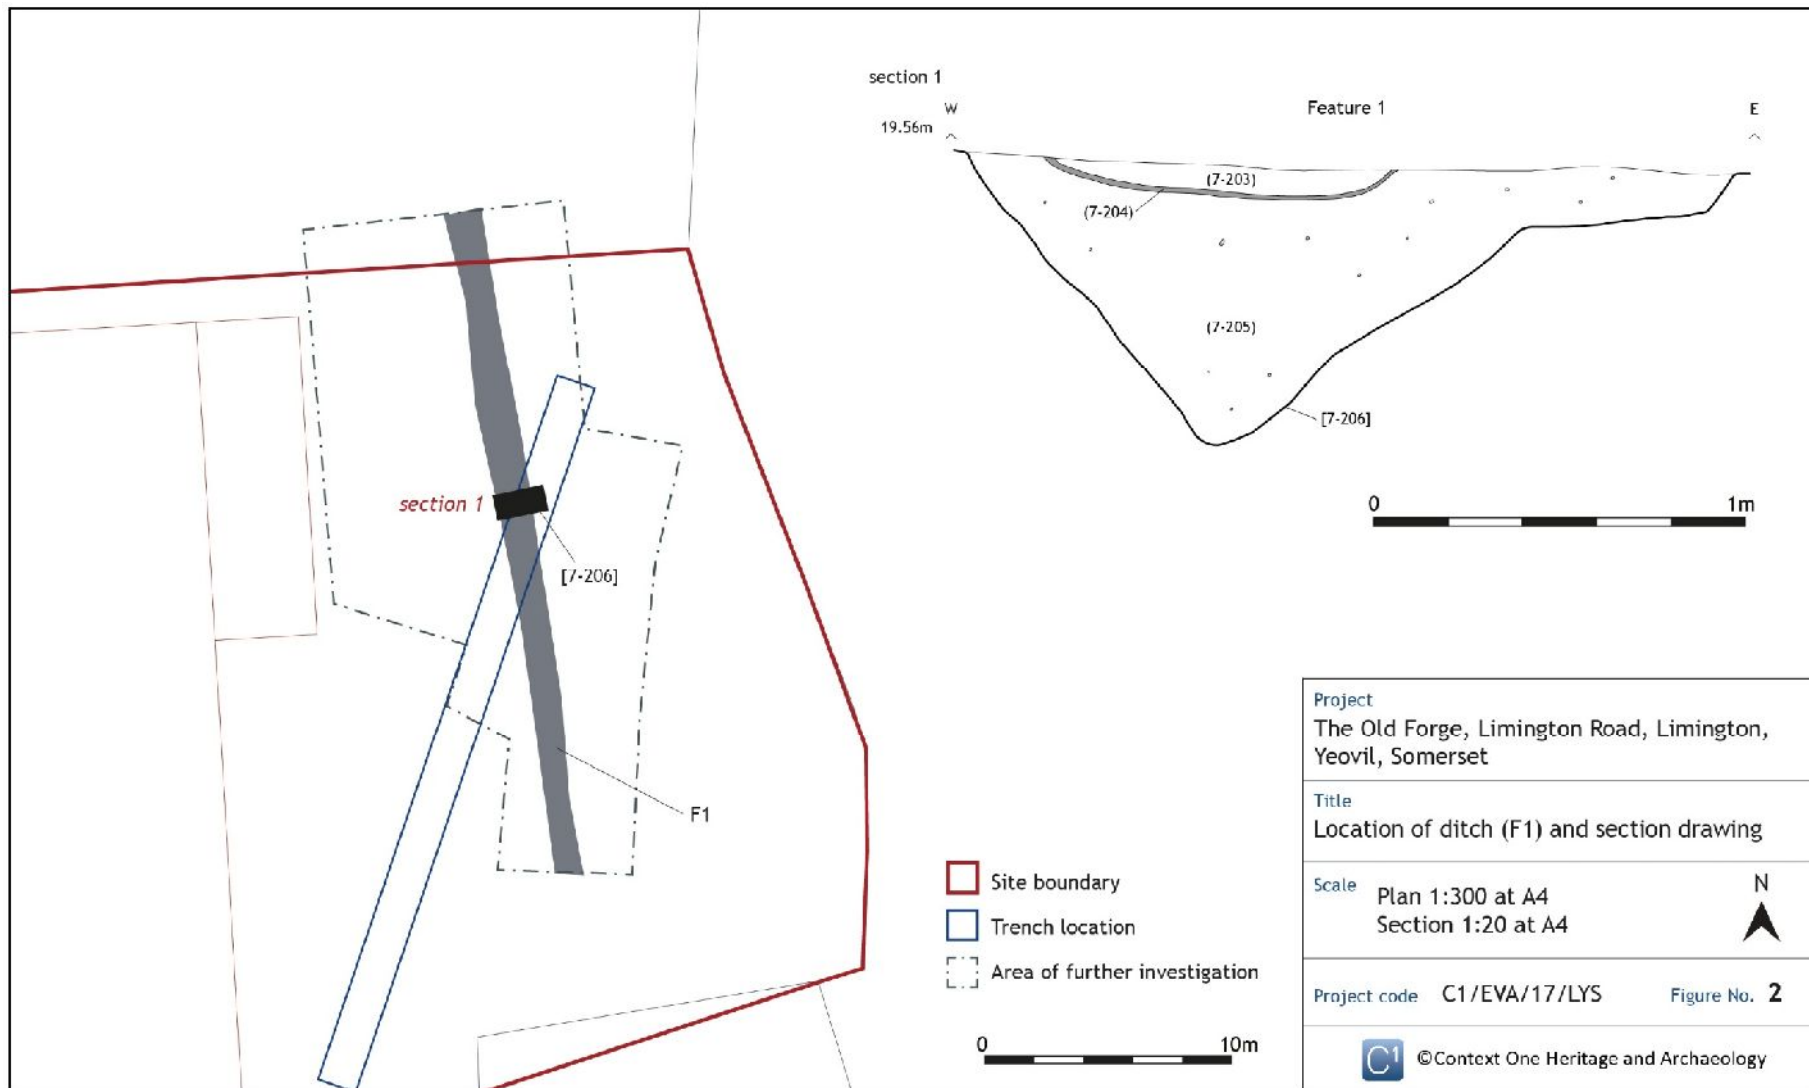 section 1
W
Feature 1
E
19.56m
(7-203)
(7-204)
(7-205)
[7-206]
0 1m
section 1
[7-206]
F1
Site boundary
Trench location
Area of further investigation
0 10m
Project
The Old Forge, Limington Road, Limington,
Yeovil, Somerset
Title
Location of ditch (F1) and section drawing
Scale
Plan 1:300 at A4
Section 1:20 at A4
N
Project code C1/EVA/17/LYS Figure No. 2
C1 ©Context One Heritage and Archaeology